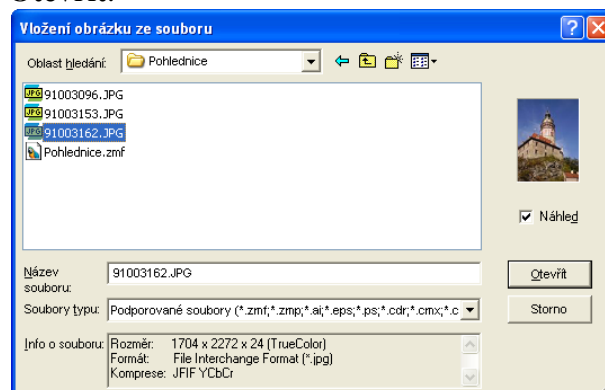 Vložení obrázku ze souboru
Oblast hledání: Pohlednice
91003096.JPG
91003153.JPG
91003162.JPG
Pohlednice.zmf
Náhled
Název souboru: 91003162.JPG
Otevřít
Soubory typu: Podporované soubory (*.zmf;*.zmp;*.ai;*.eps;*.ps;*.cdr;*.cmx;*.c
Storno
Info o souboru: Rozměr: 1704 x 2272 x 24 (TrueColor)
Formát: File Interchange Format (*.jpg)
Komprese: JFIF YCbCr